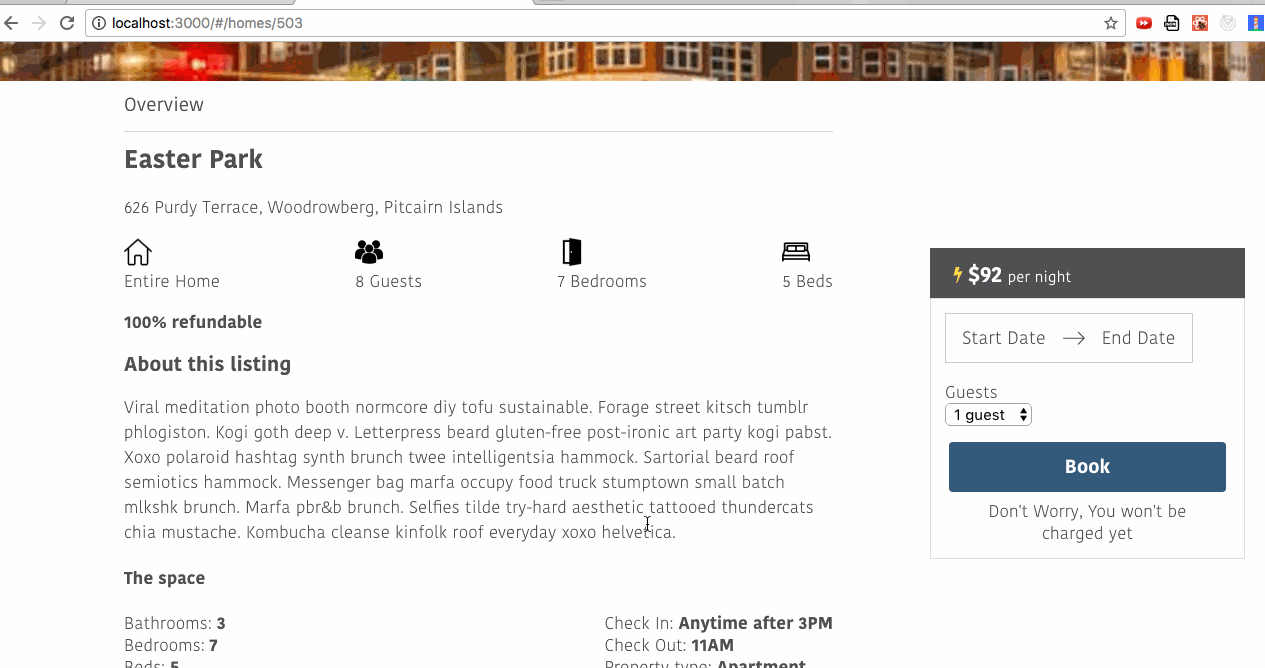 localhost:3000/#/homes/503
Overview
Easter Park
626 Purdy Terrace, Woodrowberg, Pitcairn Islands
Entire Home
8 Guests
7 Bedrooms
5 Beds
100% refundable
About this listing
Viral meditation photo booth normcore diy tofu sustainable. Forage street kitsch tumblr
phlogiston. Kogi goth deep v. Letterpress beard gluten-free post-ironic art party kogi pabst.
Xoxo polaroid hashtag synth brunch twee intelligentsia hammock. Sartorial beard roof
semiotics hammock. Messenger bag marfa occupy food truck stumptown small batch
mlkshk brunch. Marfa pbr&b brunch. Selfies tilde try-hard aesthetic tattooed thundercats
chia mustache. Kombucha cleanse kinfolk roof everyday xoxo helvetica.
The space
Bathrooms: 3
Bedrooms: 7
Beds: 5
Check In: Anytime after 3PM
Check Out: 11AM
Property type: Apartment
$92 per night
Start Date
End Date
Guests
1 guest
Book
Don't Worry, You won't be
charged yet